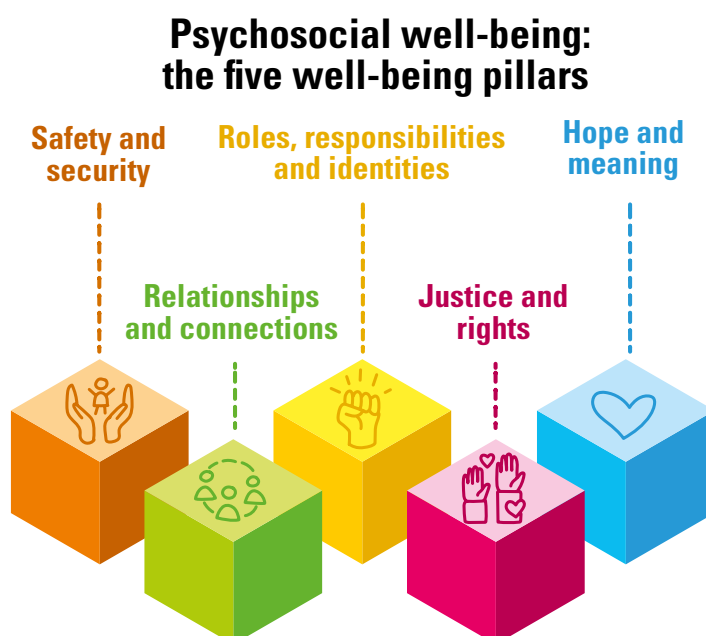 Psychosocial well-being:
the five well-being pillars
Safety and
security
Roles, responsibilities
and identities
Hope and
meaning
Relationships
and connections
Justice and
rights